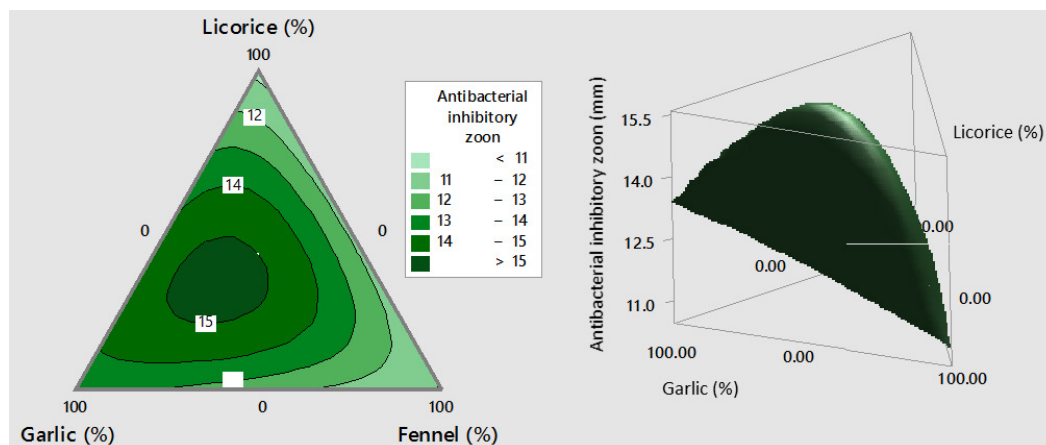 Licorice (%)
100
12
14
0
0
15
100
0
100
Garlic (%)
Fennel (%)
Antibacterial
inhibitory
zoon
< 11
11 – 12
12 – 13
13 – 14
14 – 15
> 15
Antibacterial inhibitory zoon (mm)
15.5
14.0
12.5
11.0
Licorice (%)
0.00
0.00
0.00
100.00
0.00
100.00
Garlic (%)